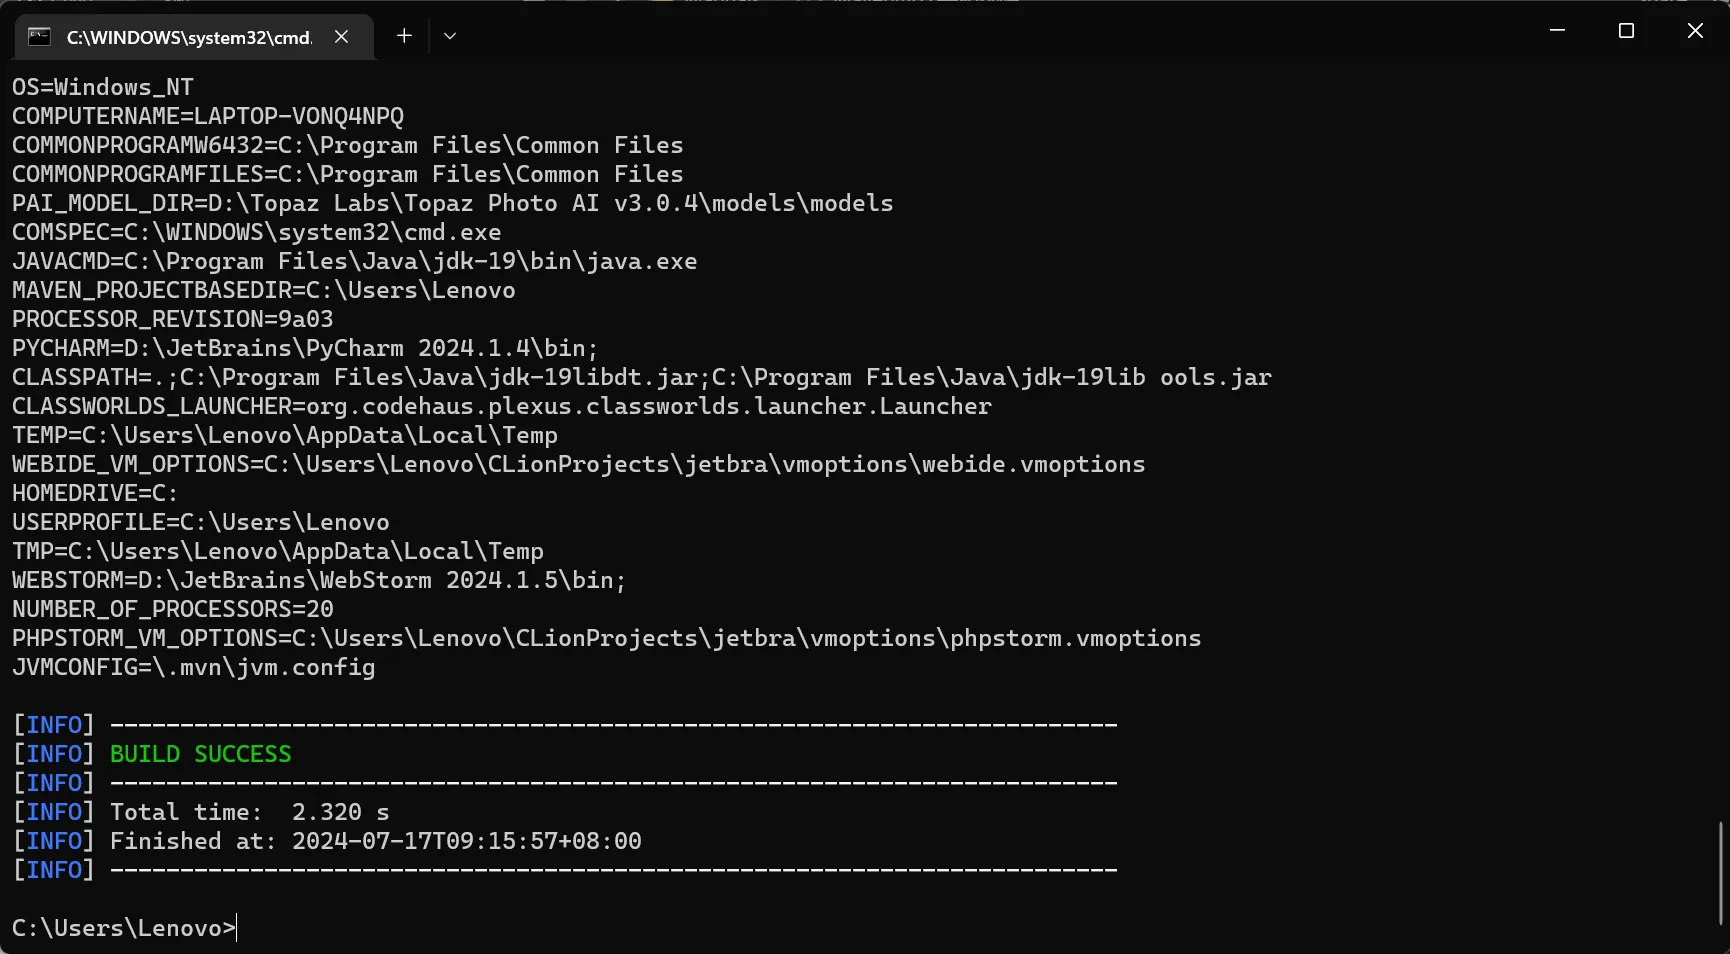 C:\WINDOWS\system32\cmd.
OS=Windows_NT
COMPUTERNAME=LAPTOP-VONQ4NPQ
COMMONPROGRAMW6432=C:\Program Files\Common Files
COMMONPROGRAMFILES=C:\Program Files\Common Files
PAI_MODEL_DIR=D:\Topaz Labs\Topaz Photo AI v3.0.4\models\models
COMSPEC=C:\WINDOWS\system32\cmd.exe
JAVACMD=C:\Program Files\Java\jdk-19\bin\java.exe
MAVEN_PROJECTBASEDIR=C:\Users\Lenovo
PROCESSOR_REVISION=9a03
PYCHARM=D:\JetBrains\PyCharm 2024.1.4\bin;
CLASSPATH=.;C:\Program Files\Java\jdk-19libdt.jar;C:\Program Files\Java\jdk-19lib ools.jar
CLASSWORLDS_LAUNCHER=org.codehaus.plexus.classworlds.launcher.Launcher
TEMP=C:\Users\Lenovo\AppData\Local\Temp
WEBIDE_VM_OPTIONS=C:\Users\Lenovo\CLionProjects\jetbra\vmoptions\webide.vmoptions
HOMEDRIVE=C:
USERPROFILE=C:\Users\Lenovo
TMP=C:\Users\Lenovo\AppData\Local\Temp
WEBSTORM=D:\JetBrains\WebStorm 2024.1.5\bin;
NUMBER_OF_PROCESSORS=20
PHPSTORM_VM_OPTIONS=C:\Users\Lenovo\CLionProjects\jetbra\vmoptions\phpstorm.vmoptions
JVMCONFIG=\.mvn\jvm.config
[INFO] ------------------------------------------------------------------------
[INFO] BUILD SUCCESS
[INFO] ------------------------------------------------------------------------
[INFO] Total time:  2.320 s
[INFO] Finished at: 2024-07-17T09:15:57+08:00
[INFO] ------------------------------------------------------------------------
C:\Users\Lenovo>